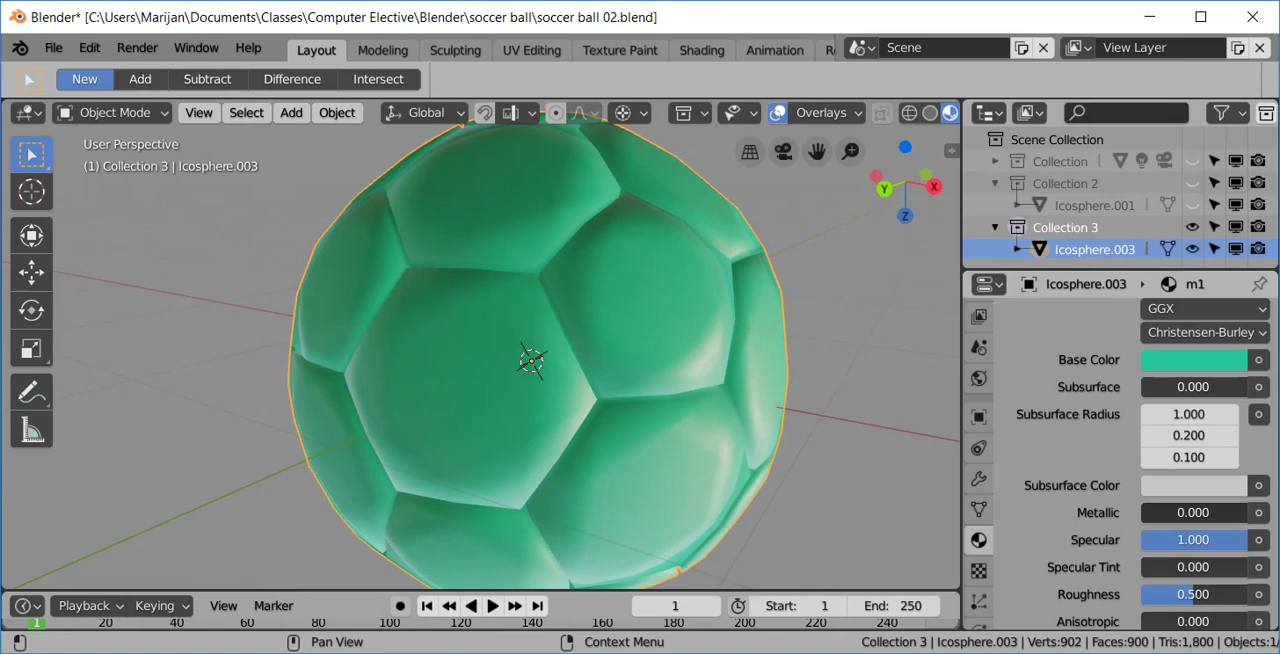 Blender* [C:\Users\Marijan\Documents\Classes\Computer Elective\Blender\soccer ball\soccer ball 02.blend]
File Edit Render Window Help Layout Modeling Sculpting UV Editing Texture Paint Shading Animation R Scene View Layer
New Add Subtract Difference Intersect
Object Mode View Select Add Object Global Overlays
User Perspective
(1) Collection 3 | Icosphere.003
X
Y
Z
Scene Collection
Collection
Collection 2
Icosphere.001
Collection 3
Icosphere.003
Icosphere.003 m1
GGX
Christensen-Burley
Base Color
Subsurface 0.000
Subsurface Radius 1.000
0.200
0.100
Subsurface Color
Metallic 0.000
Specular 1.000
Specular Tint 0.000
Roughness 0.500
Anisotropic 0.000
Playback Keying View Marker 1 Start: 1 End: 250
1 20 40 60 80 100 120 140 160 180 200 220 240
Pan View Context Menu Collection 3 | Icosphere.003 | Verts:902 | Faces:900 | Tris:1,800 | Objects:1/